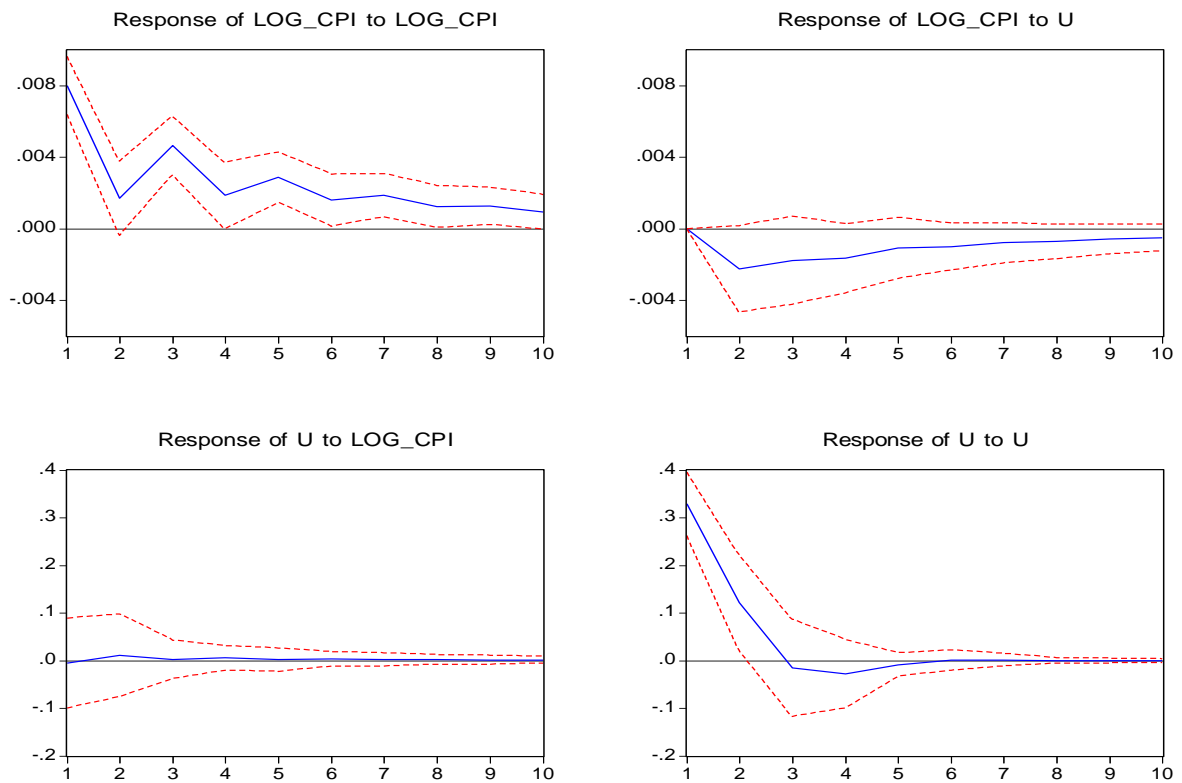 Response of LOG_CPI to LOG_CPI
.008
.004
.000
-.004
1 2 3 4 5 6 7 8 9 10
Response of LOG_CPI to U
.008
.004
.000
-.004
1 2 3 4 5 6 7 8 9 10
Response of U to LOG_CPI
.4
.3
.2
.1
.0
-.1
-.2
1 2 3 4 5 6 7 8 9 10
Response of U to U
.4
.3
.2
.1
.0
-.1
-.2
1 2 3 4 5 6 7 8 9 10